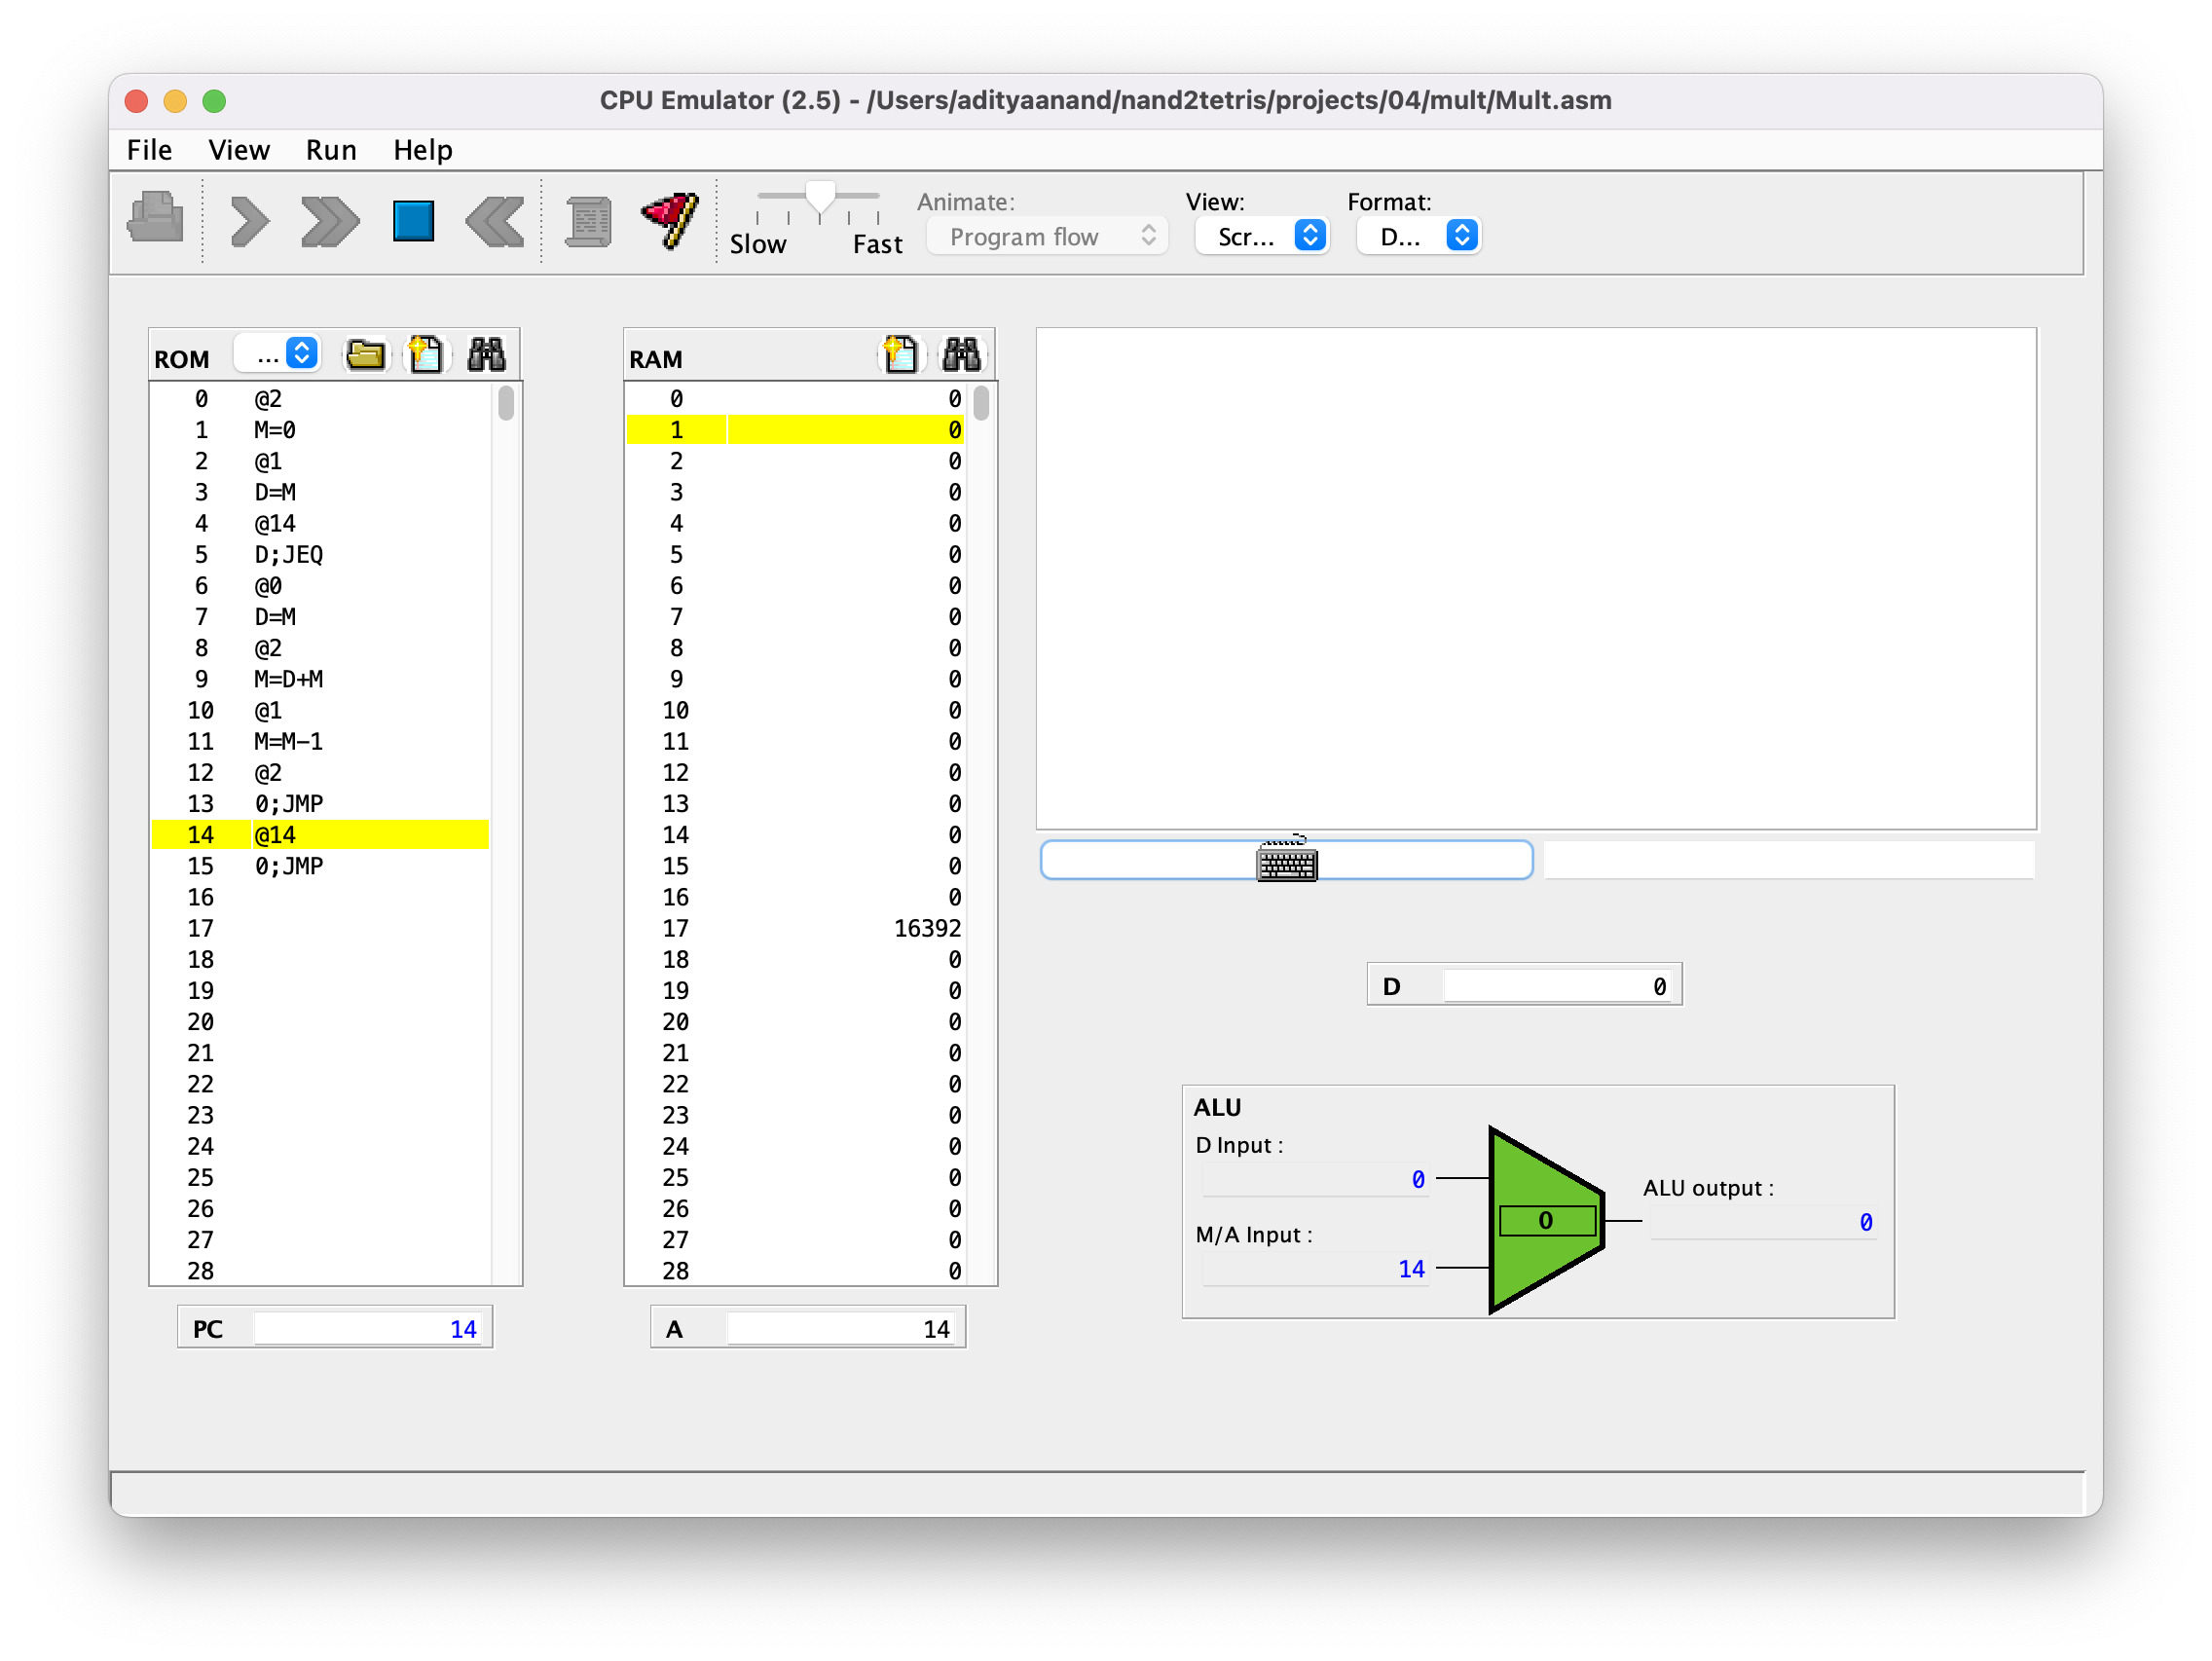 CPU Emulator (2.5) - /Users/adityaanand/nand2tetris/projects/04/mult/Mult.asm
File View Run Help
Slow Fast
Animate:
Program flow
View:
Scr...
Format:
D...
ROM ...
0 @2
1 M=0
2 @1
3 D=M
4 @14
5 D;JEQ
6 @0
7 D=M
8 @2
9 M=D+M
10 @1
11 M=M-1
12 @2
13 0;JMP
14 @14
15 0;JMP
16
17
18
19
20
21
22
23
24
25
26
27
28
PC 14
RAM
0 0
1 0
2 0
3 0
4 0
5 0
6 0
7 0
8 0
9 0
10 0
11 0
12 0
13 0
14 0
15 0
16 0
17 16392
18 0
19 0
20 0
21 0
22 0
23 0
24 0
25 0
26 0
27 0
28 0
A 14
D 0
ALU
D Input :
0
M/A Input :
14
0
ALU output :
0